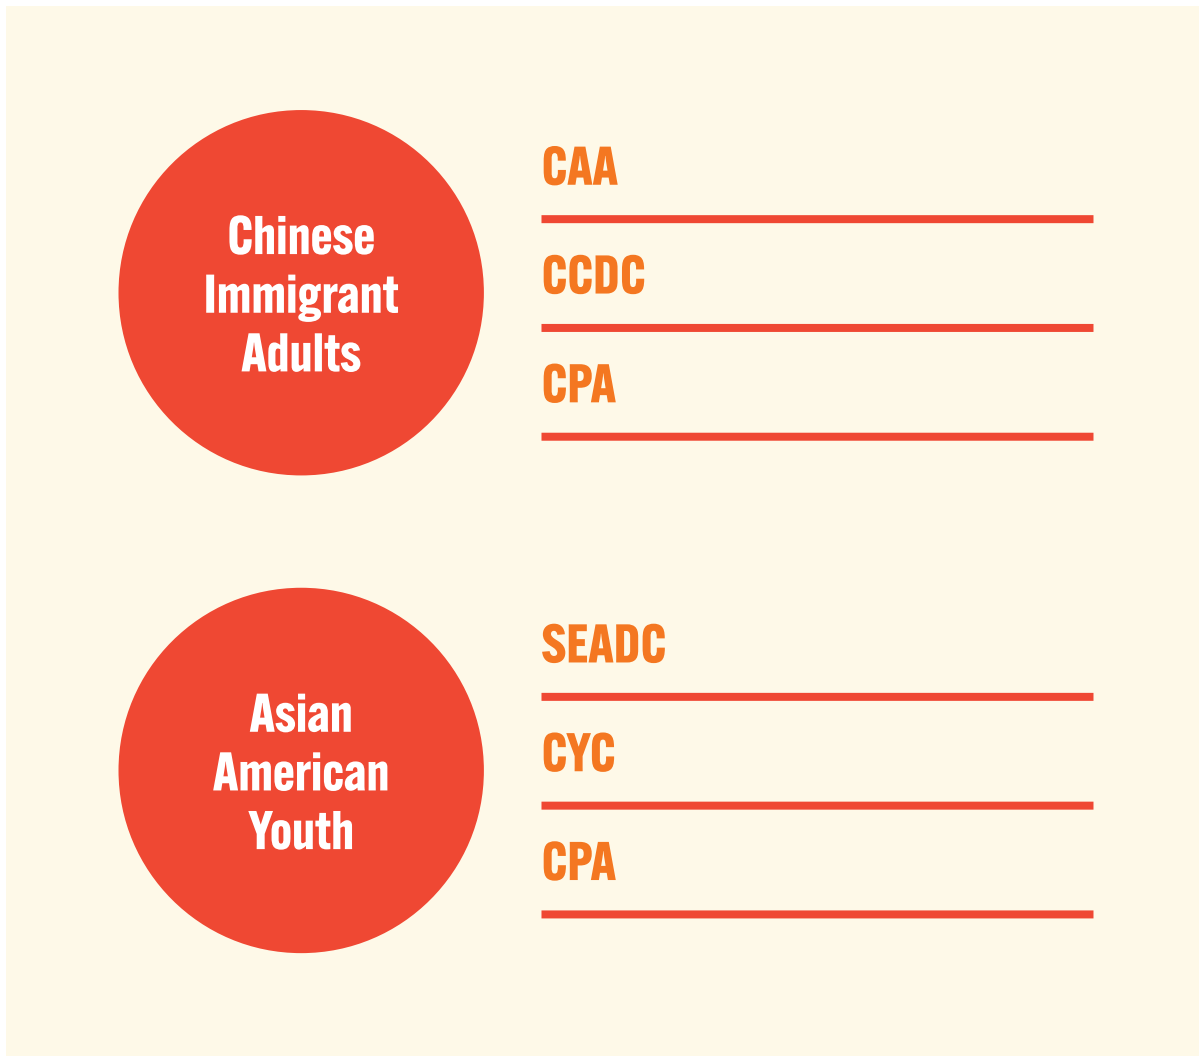 Chinese
Immigrant
Adults
CAA
CCDC
CPA
Asian
American
Youth
SEADC
CYC
CPA